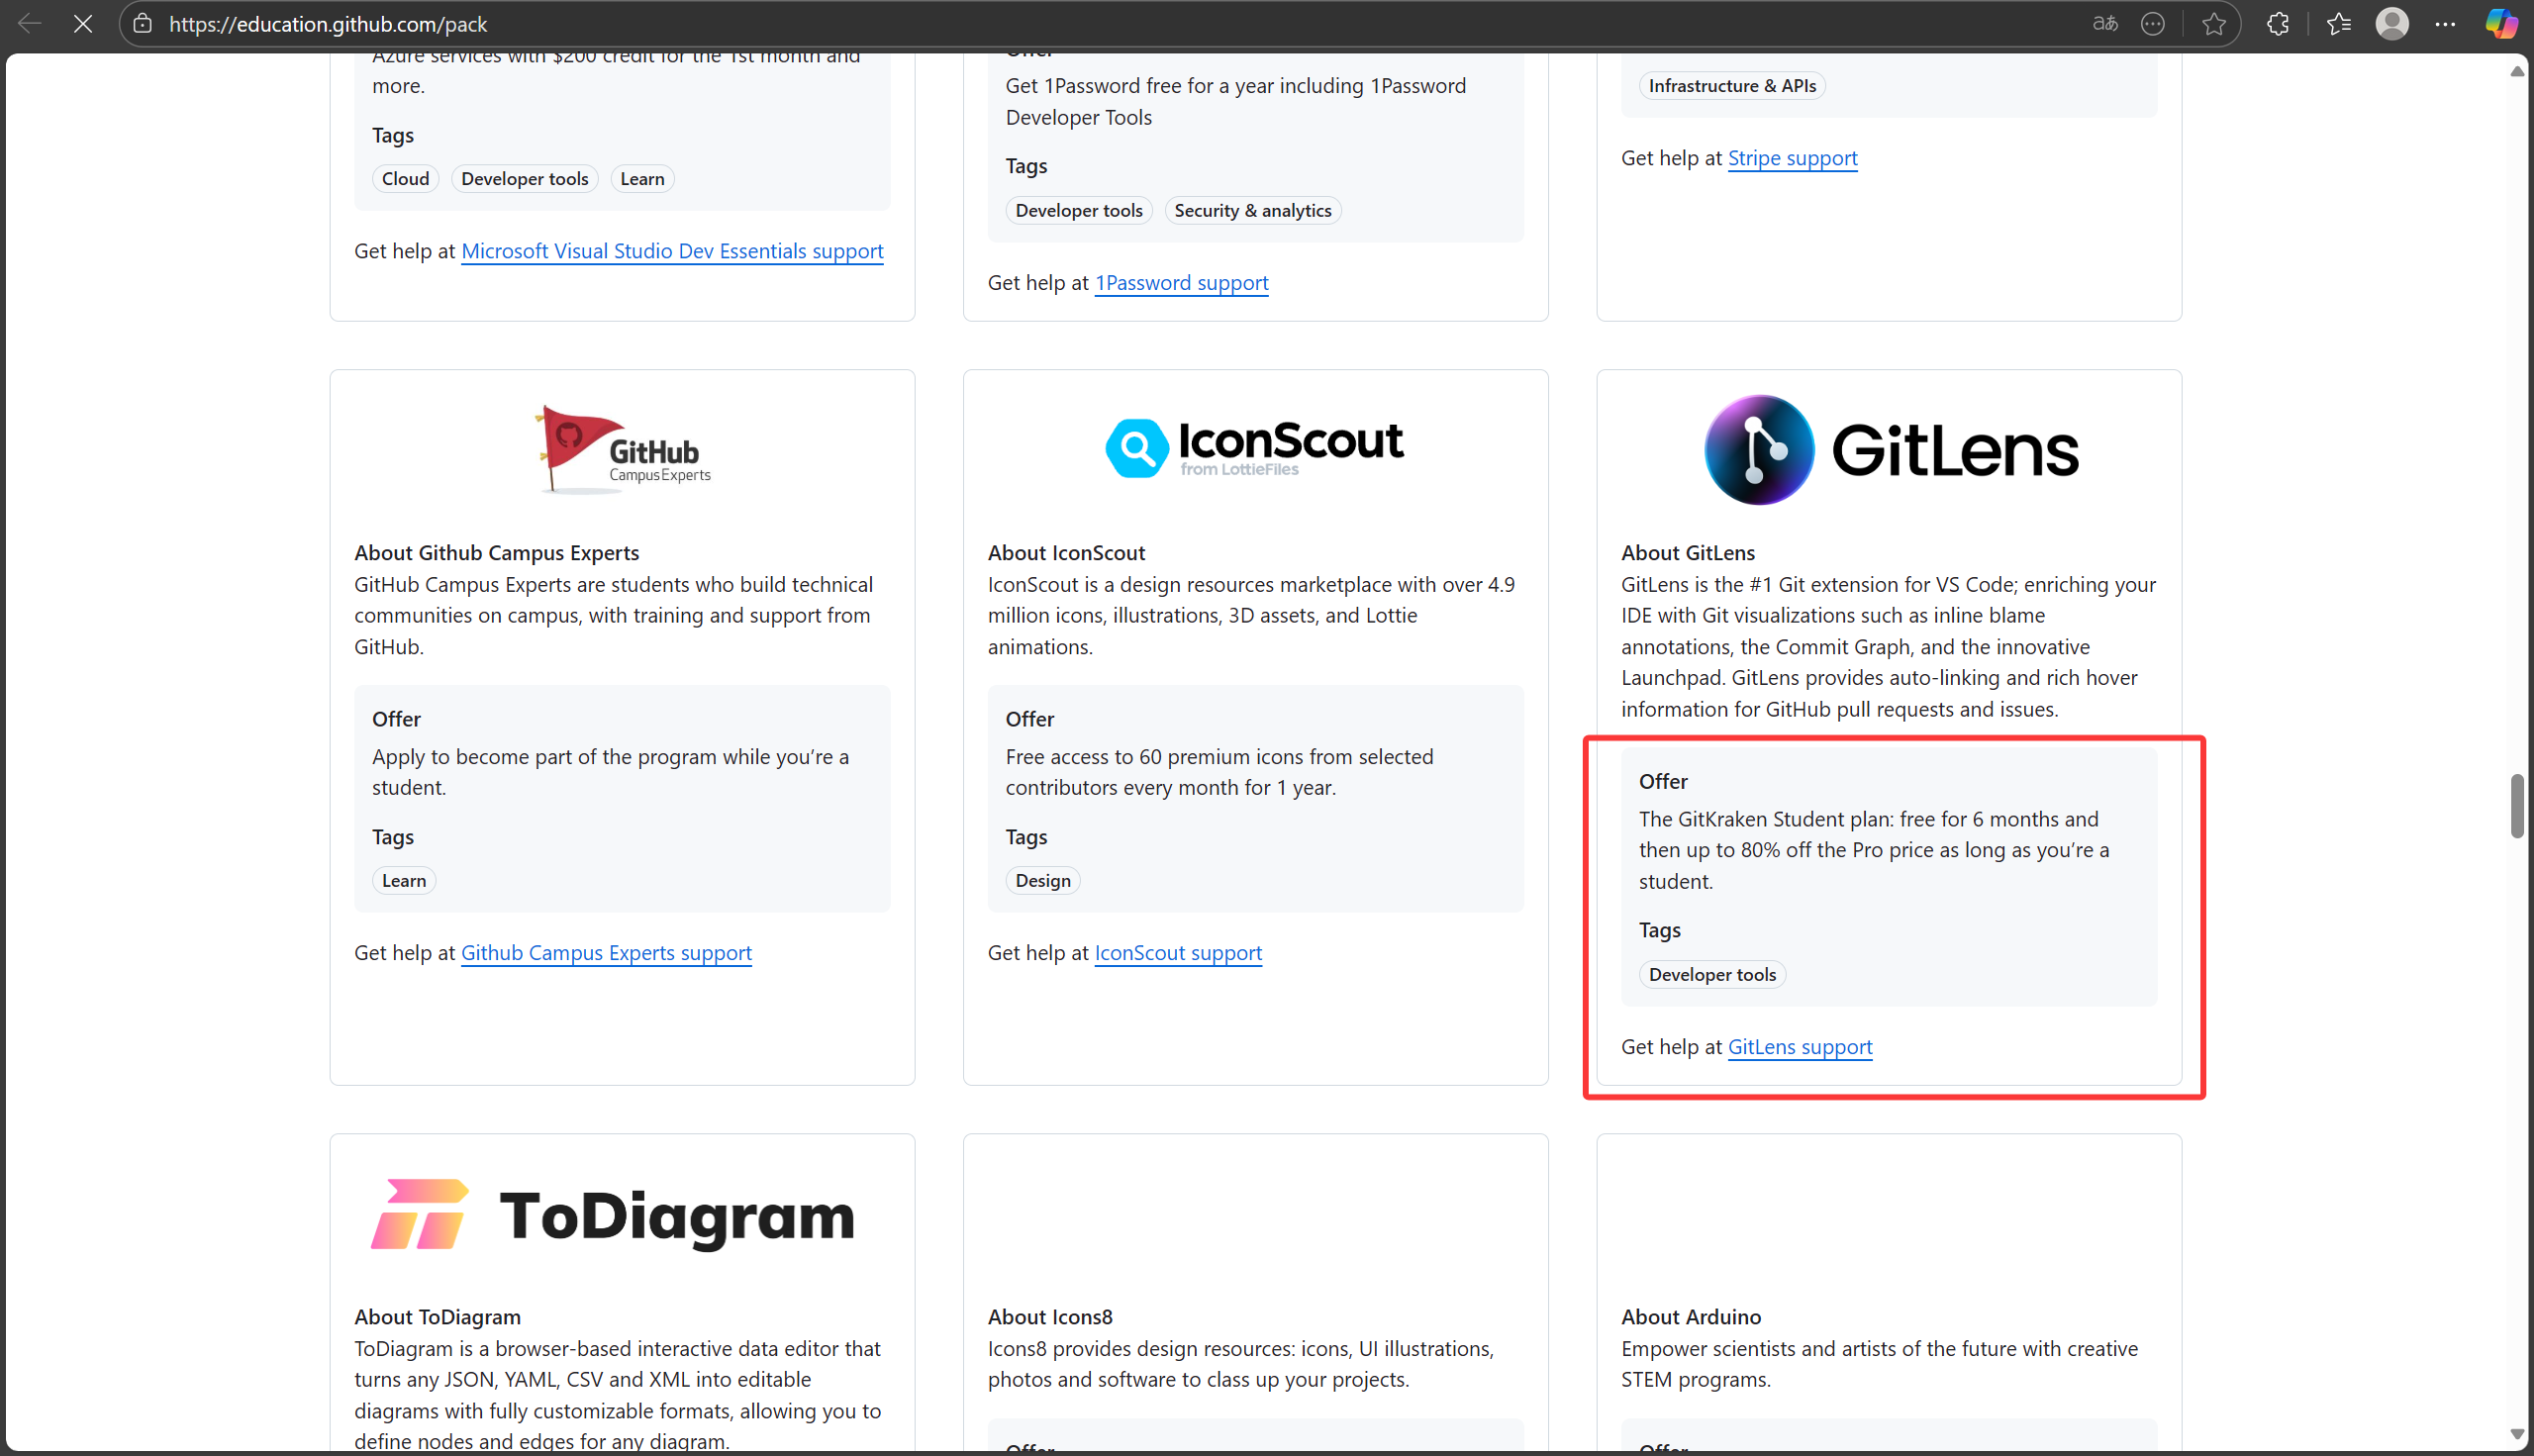 https://education.github.com/pack
Azure services with $200 credit for the 1st month and
more.
Tags
Cloud
Developer tools
Learn
Get help at Microsoft Visual Studio Dev Essentials support
Offer
Get 1Password free for a year including 1Password
Developer Tools
Tags
Developer tools
Security & analytics
Get help at 1Password support
Infrastructure & APIs
Get help at Stripe support
GitHub
Campus Experts
About Github Campus Experts
GitHub Campus Experts are students who build technical
communities on campus, with training and support from
GitHub.
Offer
Apply to become part of the program while you’re a
student.
Tags
Learn
Get help at Github Campus Experts support
IconScout
from LottieFiles
About IconScout
IconScout is a design resources marketplace with over 4.9
million icons, illustrations, 3D assets, and Lottie
animations.
Offer
Free access to 60 premium icons from selected
contributors every month for 1 year.
Tags
Design
Get help at IconScout support
GitLens
About GitLens
GitLens is the #1 Git extension for VS Code; enriching your
IDE with Git visualizations such as inline blame
annotations, the Commit Graph, and the innovative
Launchpad. GitLens provides auto-linking and rich hover
information for GitHub pull requests and issues.
Offer
The GitKraken Student plan: free for 6 months and
then up to 80% off the Pro price as long as you’re a
student.
Tags
Developer tools
Get help at GitLens support
ToDiagram
About ToDiagram
ToDiagram is a browser-based interactive data editor that
turns any JSON, YAML, CSV and XML into editable
diagrams with fully customizable formats, allowing you to
define nodes and edges for any diagram.
About Icons8
Icons8 provides design resources: icons, UI illustrations,
photos and software to class up your projects.
Offer
About Arduino
Empower scientists and artists of the future with creative
STEM programs.
Offer